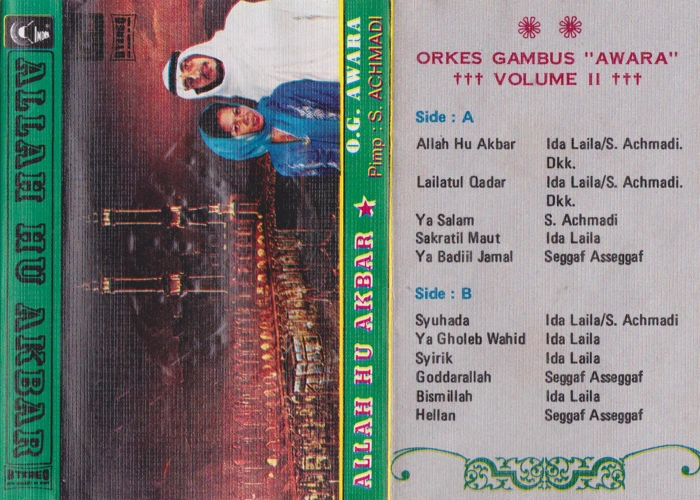 ALLAH HU AKBAR
STEREO
ALLAH HU AKBAR ★ O.G. AWARA
Pimp : S. ACHMADI
ORKES GAMBUS "AWARA"
††† VOLUME II †††
Side : A
Allah Hu Akbar Ida Laila/S. Achmadi.
Dkk.
Lailatul Qadar Ida Laila/S. Achmadi.
Dkk.
Ya Salam S. Achmadi
Sakratil Maut Ida Laila
Ya Badiil Jamal Seggaf Asseggaf
Side : B
Syuhada Ida Laila/S. Achmadi
Ya Gholeb Wahid Ida Laila
Syirik Ida Laila
Goddarallah Seggaf Asseggaf
Bismillah Ida Laila
Hellan Seggaf Asseggaf